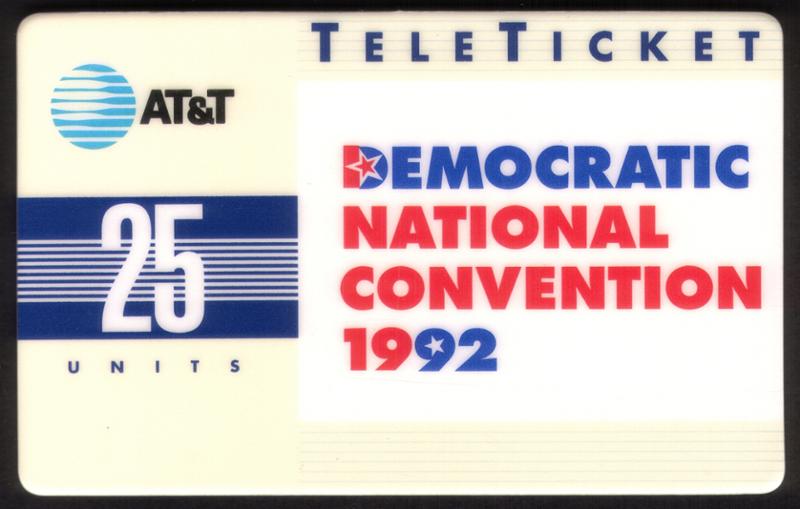 TELETICKET
AT&T
25
UNITS
DEMOCRATIC
NATIONAL
CONVENTION
1992